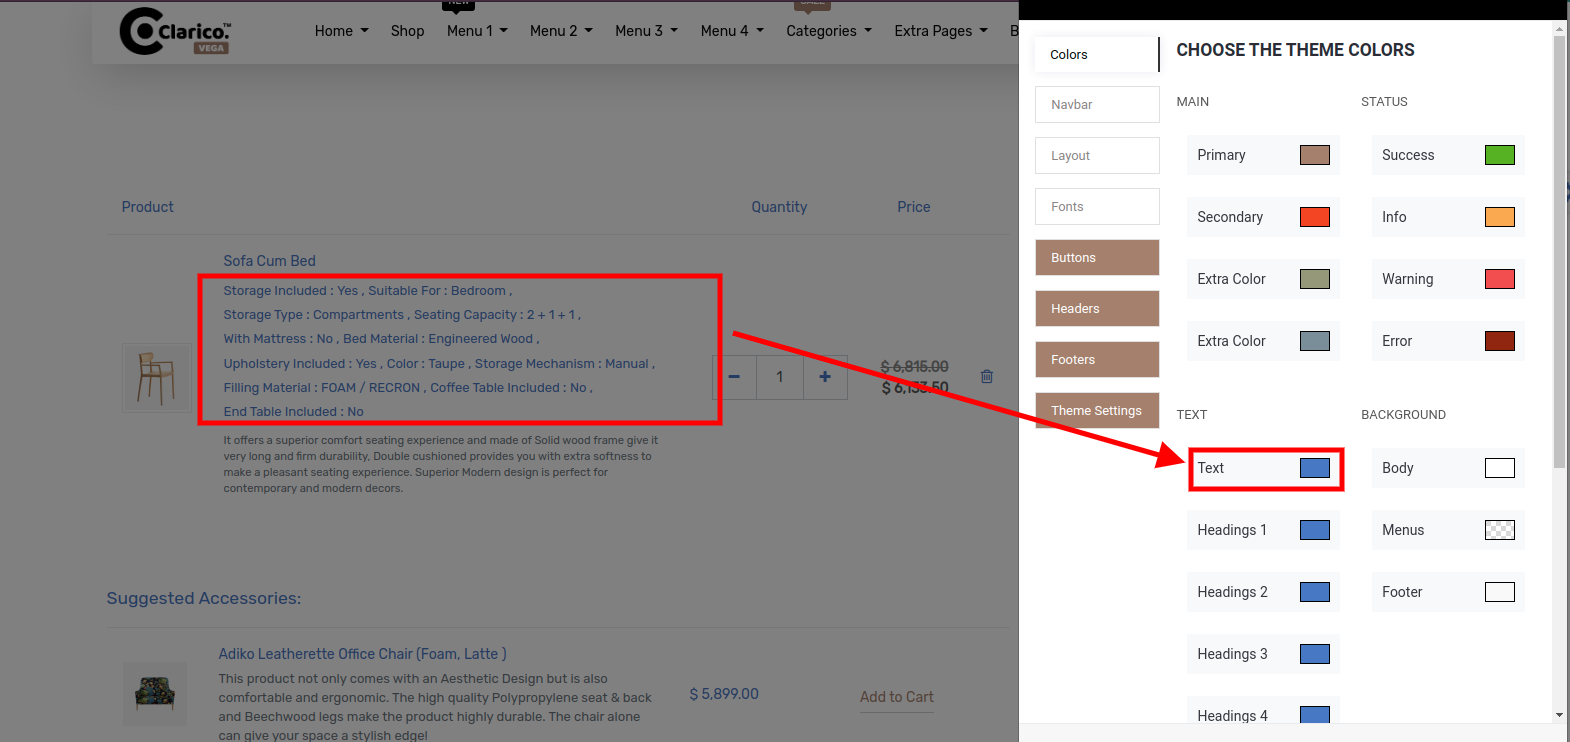 NEW
SALE
Clarico.™
VEGA
Home Shop Menu 1 Menu 2 Menu 3 Menu 4 Categories Extra Pages B
Product Quantity Price
Sofa Cum Bed
Storage Included : Yes , Suitable For : Bedroom ,
Storage Type : Compartments , Seating Capacity : 2 + 1 + 1 ,
With Mattress : No , Bed Material : Engineered Wood ,
Upholstery Included : Yes , Color : Taupe , Storage Mechanism : Manual ,
Filling Material : FOAM / RECRON , Coffee Table Included : No ,
End Table Included : No
It offers a superior comfort seating experience and made of Solid wood frame give it
very long and firm durability, Double cushioned provides you with extra softness to
make a pleasant seating experience. Superior Modern design is perfect for
contemporary and modern decors.
− 1 +
$ 6,815.00
$ 6,133.50
Suggested Accessories:
Adiko Leatherette Office Chair (Foam, Latte )
This product not only comes with an Aesthetic Design but is also
comfortable and ergonomic. The high quality Polypropylene seat & back
and Beechwood legs make the product highly durable. The chair alone
can give your space a stylish edge!
$ 5,899.00
Add to Cart
Colors
Navbar
Layout
Fonts
Buttons
Headers
Footers
Theme Settings
CHOOSE THE THEME COLORS
MAIN STATUS
Primary Success
Secondary Info
Extra Color Warning
Extra Color Error
TEXT BACKGROUND
Text Body
Headings 1 Menus
Headings 2 Footer
Headings 3
Headings 4